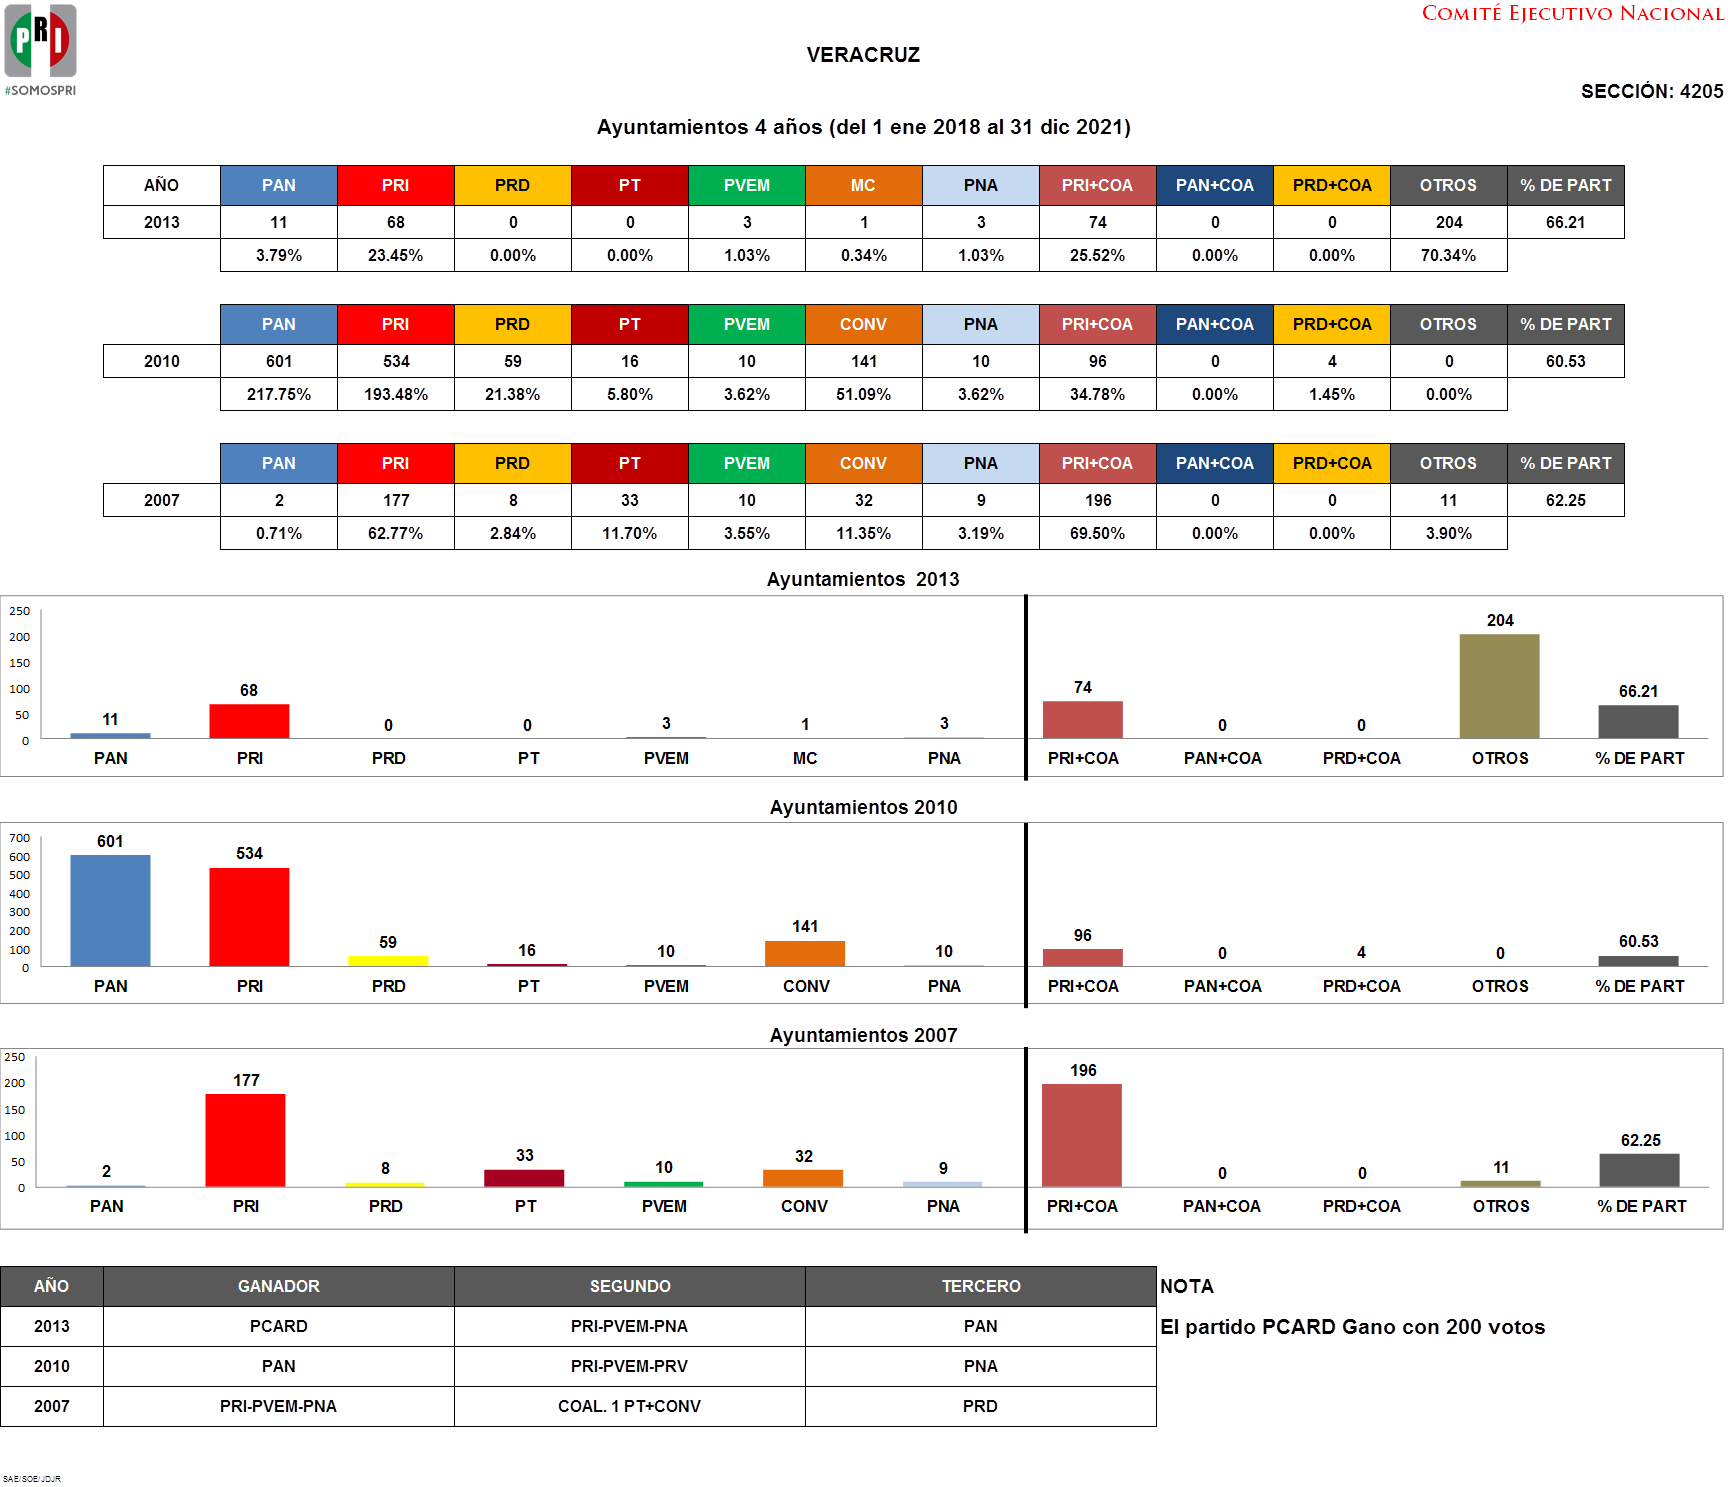 PRI
#SOMOSPRI
COMITÉ EJECUTIVO NACIONAL
VERACRUZ
SECCIÓN: 4205
Ayuntamientos 4 años (del 1 ene 2018 al 31 dic 2021)
AÑO PAN PRI PRD PT PVEM MC PNA PRI+COA PAN+COA PRD+COA OTROS % DE PART
2013 11 68 0 0 3 1 3 74 0 0 204 66.21
3.79% 23.45% 0.00% 0.00% 1.03% 0.34% 1.03% 25.52% 0.00% 0.00% 70.34%
PAN PRI PRD PT PVEM CONV PNA PRI+COA PAN+COA PRD+COA OTROS % DE PART
2010 601 534 59 16 10 141 10 96 0 4 0 60.53
217.75% 193.48% 21.38% 5.80% 3.62% 51.09% 3.62% 34.78% 0.00% 1.45% 0.00%
PAN PRI PRD PT PVEM CONV PNA PRI+COA PAN+COA PRD+COA OTROS % DE PART
2007 2 177 8 33 10 32 9 196 0 0 11 62.25
0.71% 62.77% 2.84% 11.70% 3.55% 11.35% 3.19% 69.50% 0.00% 0.00% 3.90%
Ayuntamientos 2013
250
200
150
100
50
0
11 68 0 0 3 1 3 74 0 0 204 66.21
PAN PRI PRD PT PVEM MC PNA PRI+COA PAN+COA PRD+COA OTROS % DE PART
Ayuntamientos 2010
700
600
500
400
300
200
100
0
601 534 59 16 10 141 10 96 0 4 0 60.53
PAN PRI PRD PT PVEM CONV PNA PRI+COA PAN+COA PRD+COA OTROS % DE PART
Ayuntamientos 2007
250
200
150
100
50
0
2 177 8 33 10 32 9 196 0 0 11 62.25
PAN PRI PRD PT PVEM CONV PNA PRI+COA PAN+COA PRD+COA OTROS % DE PART
AÑO GANADOR SEGUNDO TERCERO NOTA
2013 PCARD PRI-PVEM-PNA PAN El partido PCARD Gano con 200 votos
2010 PAN PRI-PVEM-PRV PNA
2007 PRI-PVEM-PNA COAL. 1 PT+CONV PRD
SAE/SOE/JDJR